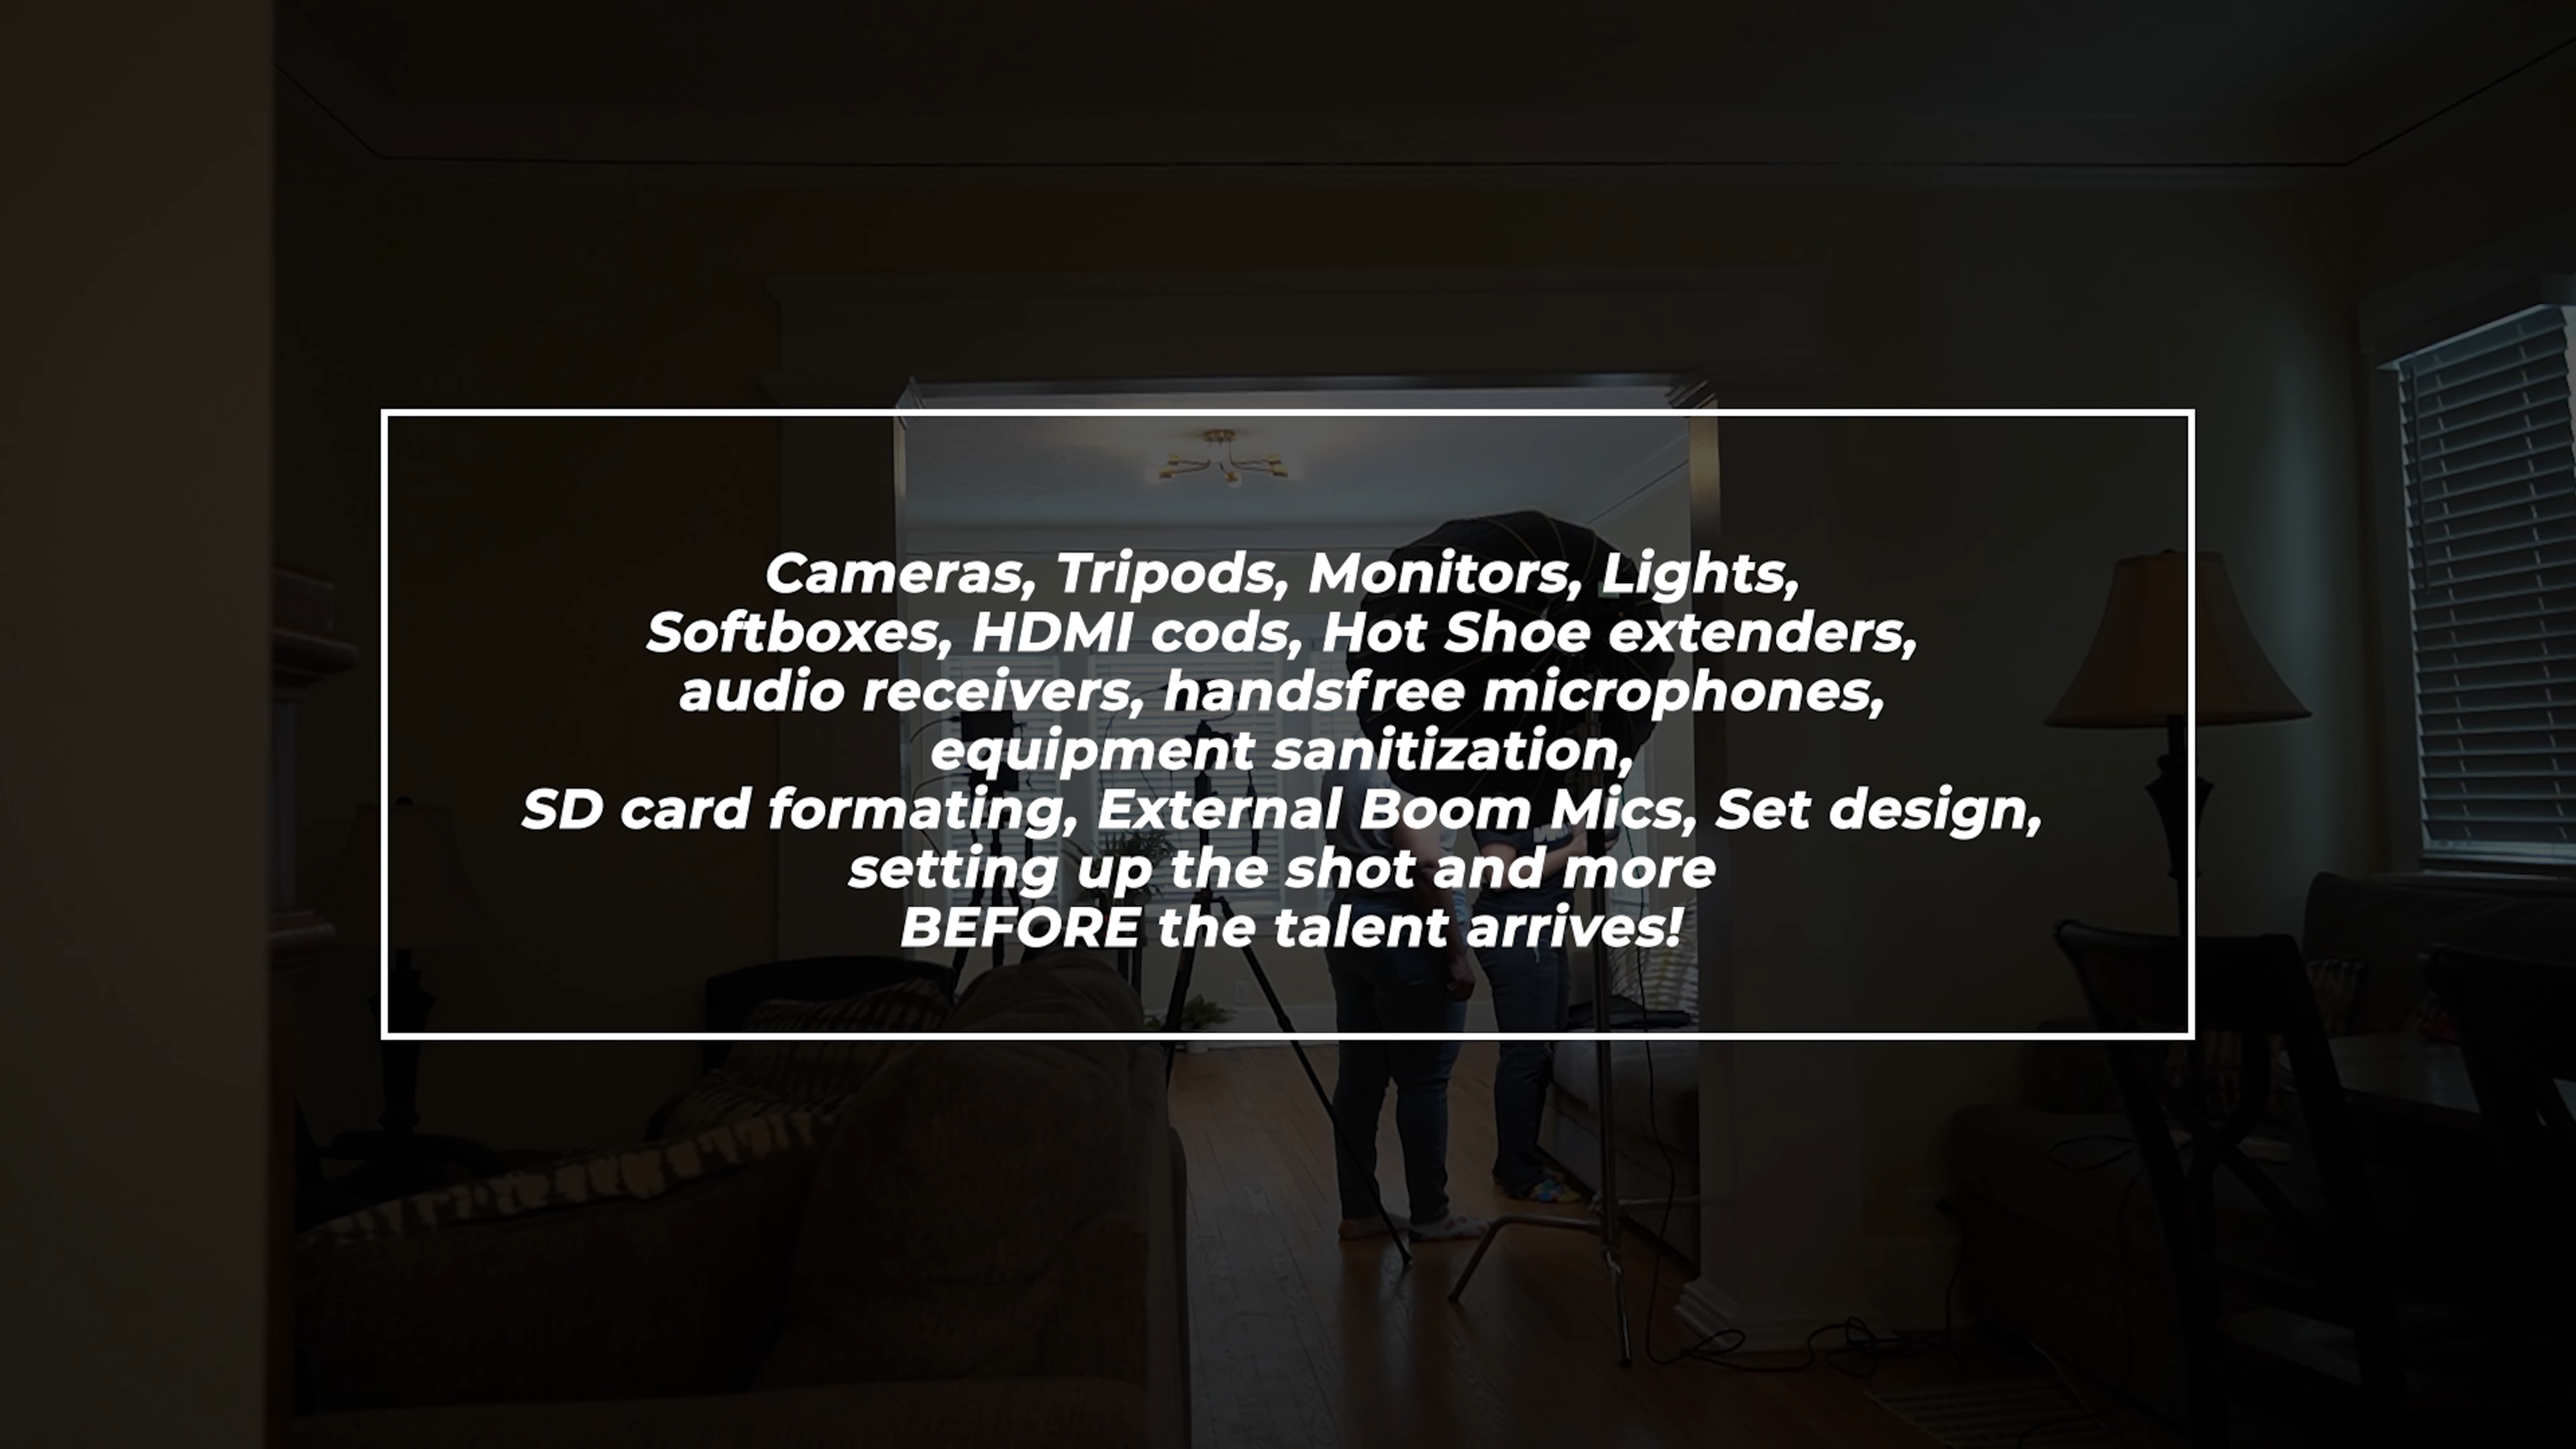 Cameras, Tripods, Monitors, Lights,
Softboxes, HDMI cods, Hot Shoe extenders,
audio receivers, handsfree microphones,
equipment sanitization,
SD card formating, External Boom Mics, Set design,
setting up the shot and more
BEFORE the talent arrives!